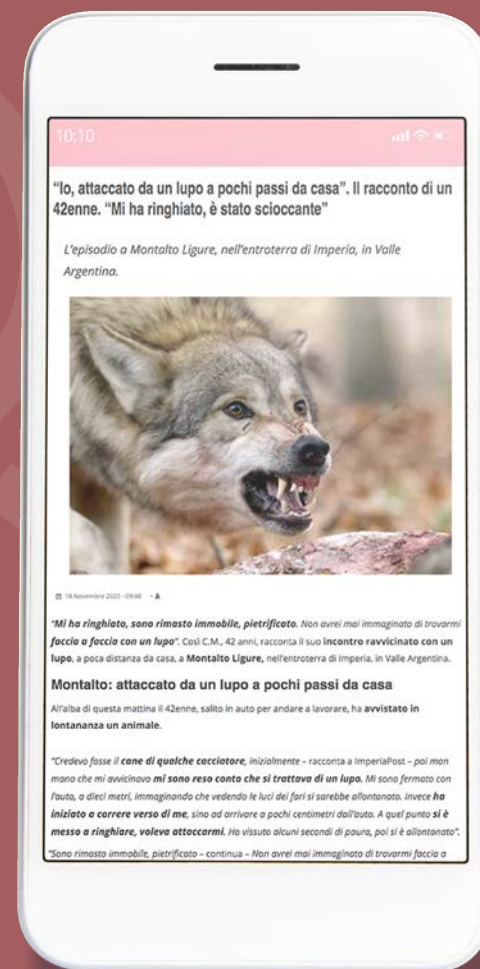 10:10
“Io, attaccato da un lupo a pochi passi da casa”. Il racconto di un
42enne. “Mi ha ringhiato, è stato scioccante”
L'episodio a Montalto Ligure, nell'entroterra di Imperia, in Valle
Argentina.
18 Novembre 2020 - 09:48 -
"Mi ha ringhiato, sono rimasto immobile, pietrificato. Non avrei mai immaginato di trovarmi
faccia a faccia con un lupo". Così C.M., 42 anni, racconta il suo incontro ravvicinato con un
lupo, a poca distanza da casa, a Montalto Ligure, nell'entroterra di Imperia, in Valle Argentina.
Montalto: attaccato da un lupo a pochi passi da casa
All'alba di questa mattina il 42enne, salito in auto per andare a lavorare, ha avvistato in
lontananza un animale.
"Credevo fosse il cane di qualche cacciatore, inizialmente – racconta a ImperiaPost – poi man
mano che mi avvicinavo mi sono reso conto che si trattava di un lupo. Mi sono fermato con
l'auto, a dieci metri, immaginando che vedendo le luci dei fari si sarebbe allontanato. Invece ha
iniziato a correre verso di me, sino ad arrivare a pochi centimetri dall'auto. A quel punto si è
messo a ringhiare, voleva attaccarmi. Ho vissuto alcuni secondi di paura, poi si è allontanato".
"Sono rimasto immobile, pietrificato – continua – Non avrei mai immaginato di trovarmi faccia a